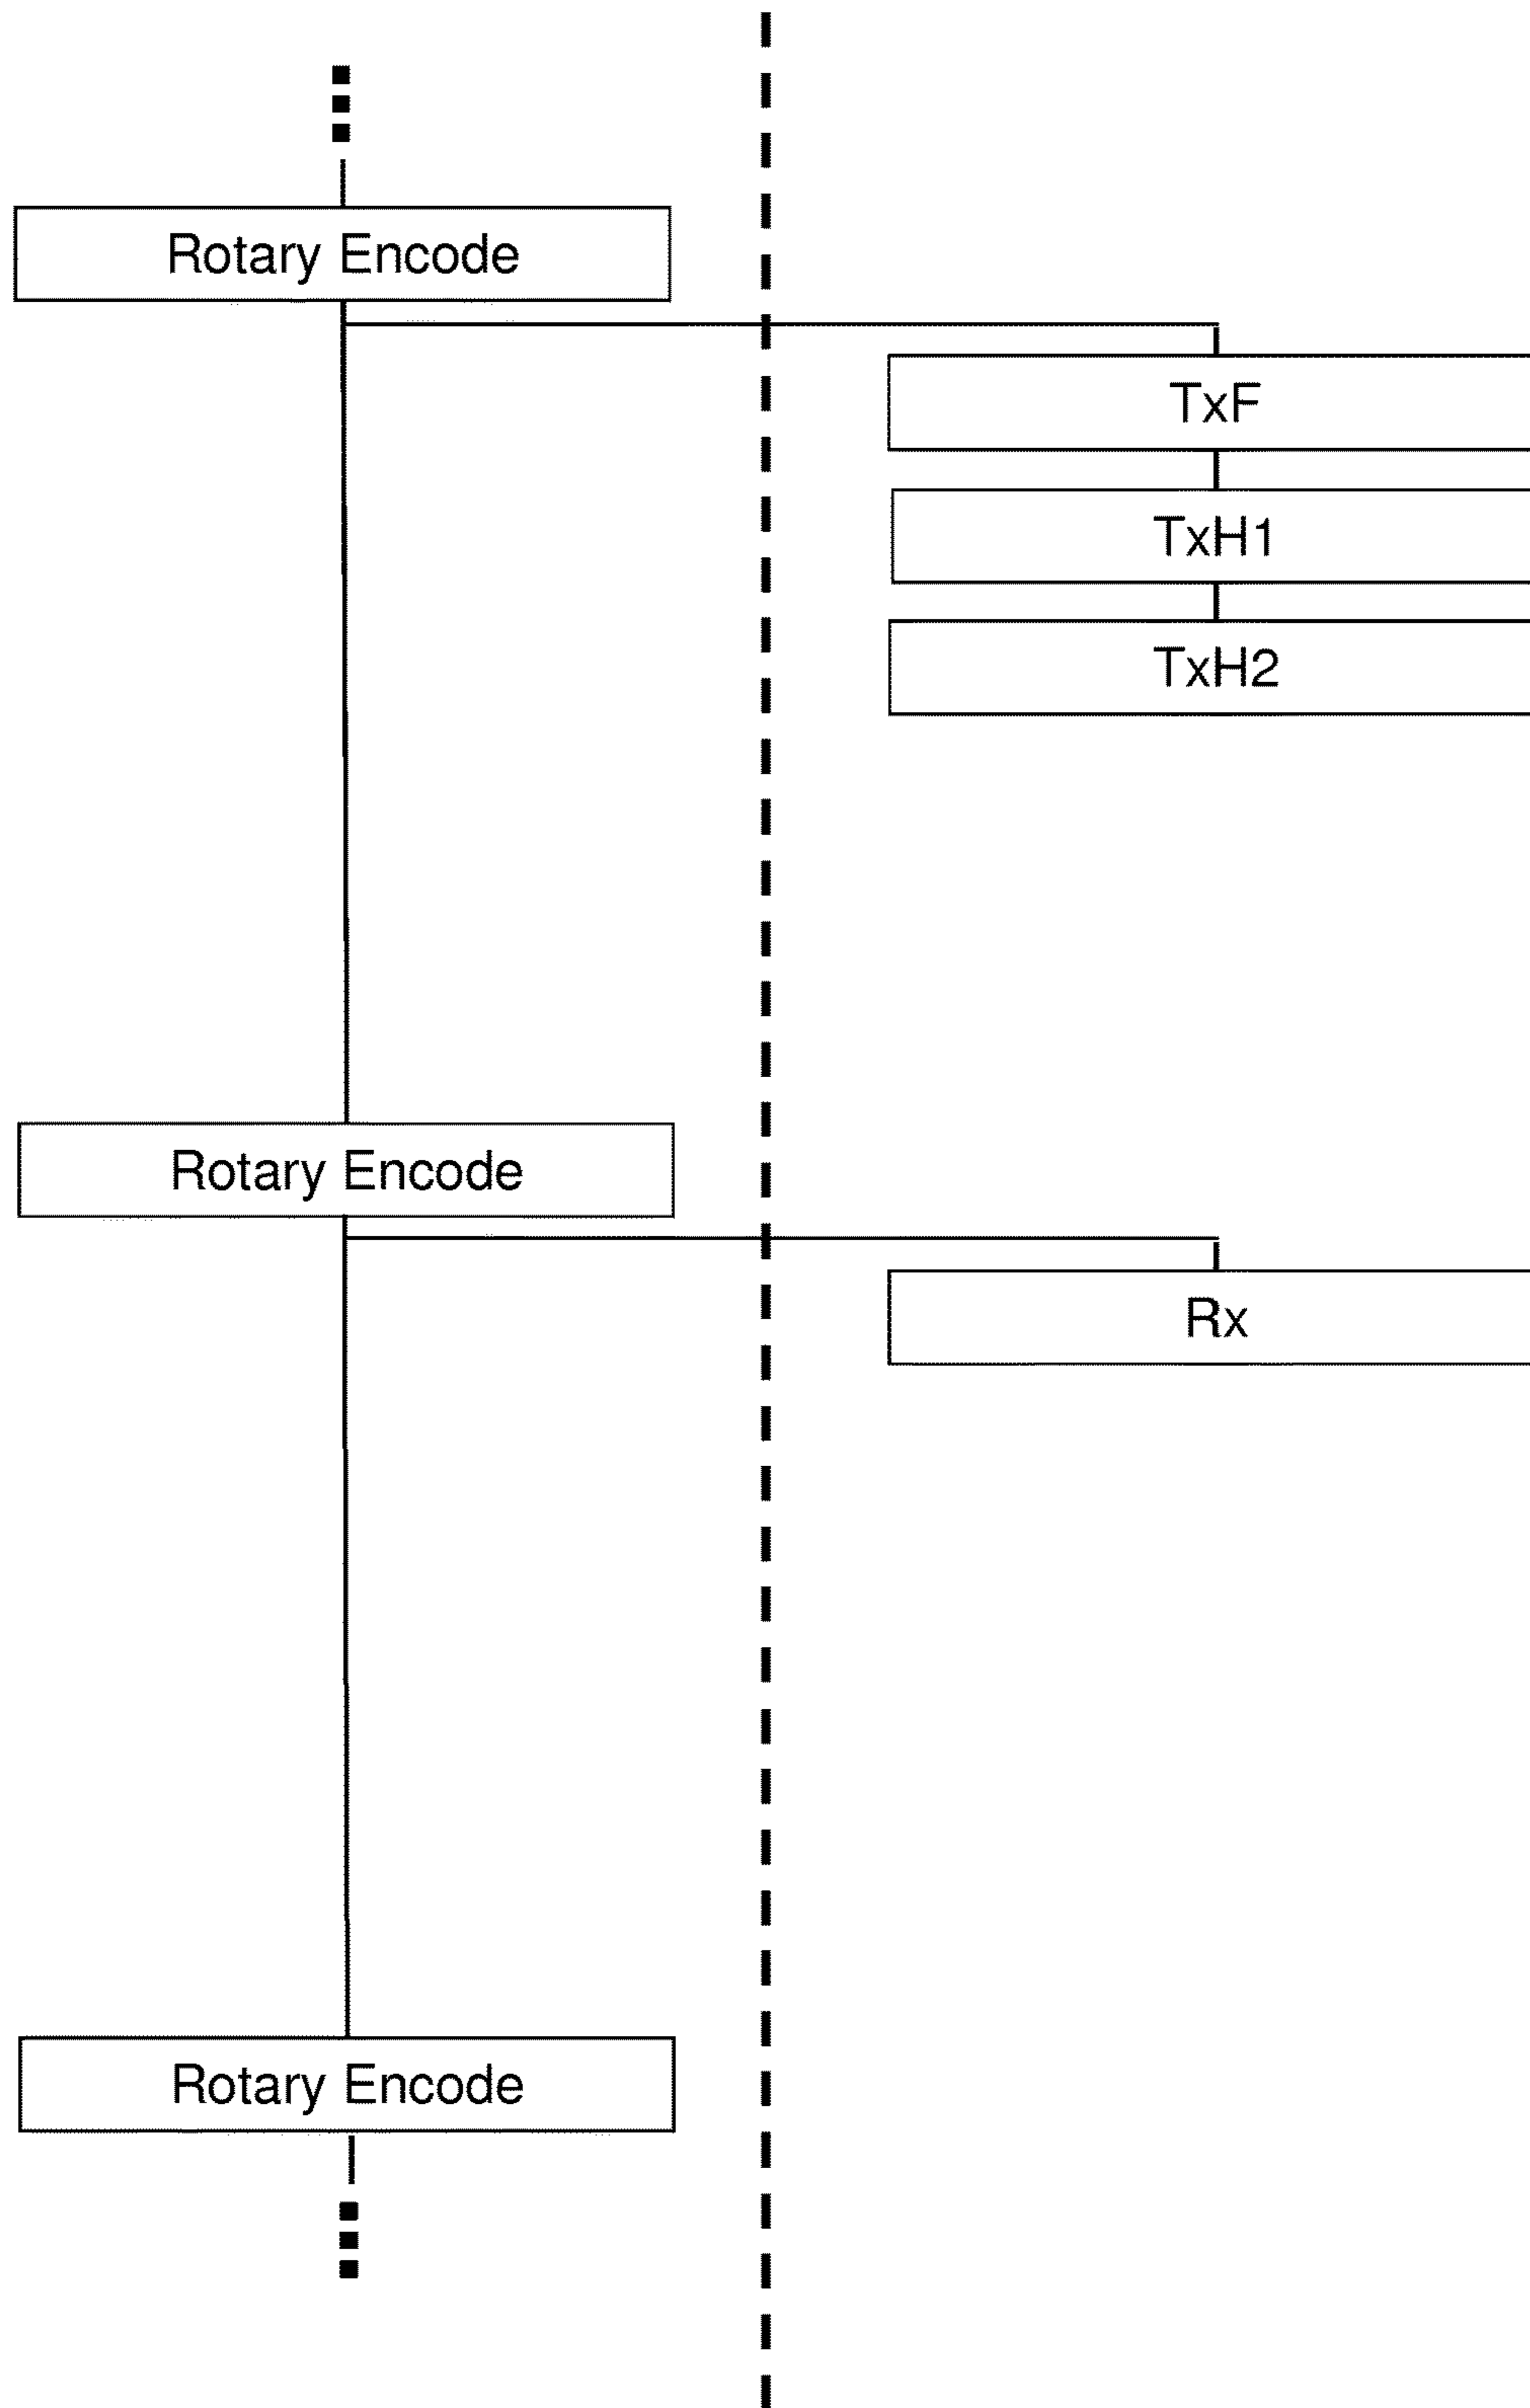 Rotary Encode
TxF
TxH1
TxH2
Rotary Encode
Rx
Rotary Encode